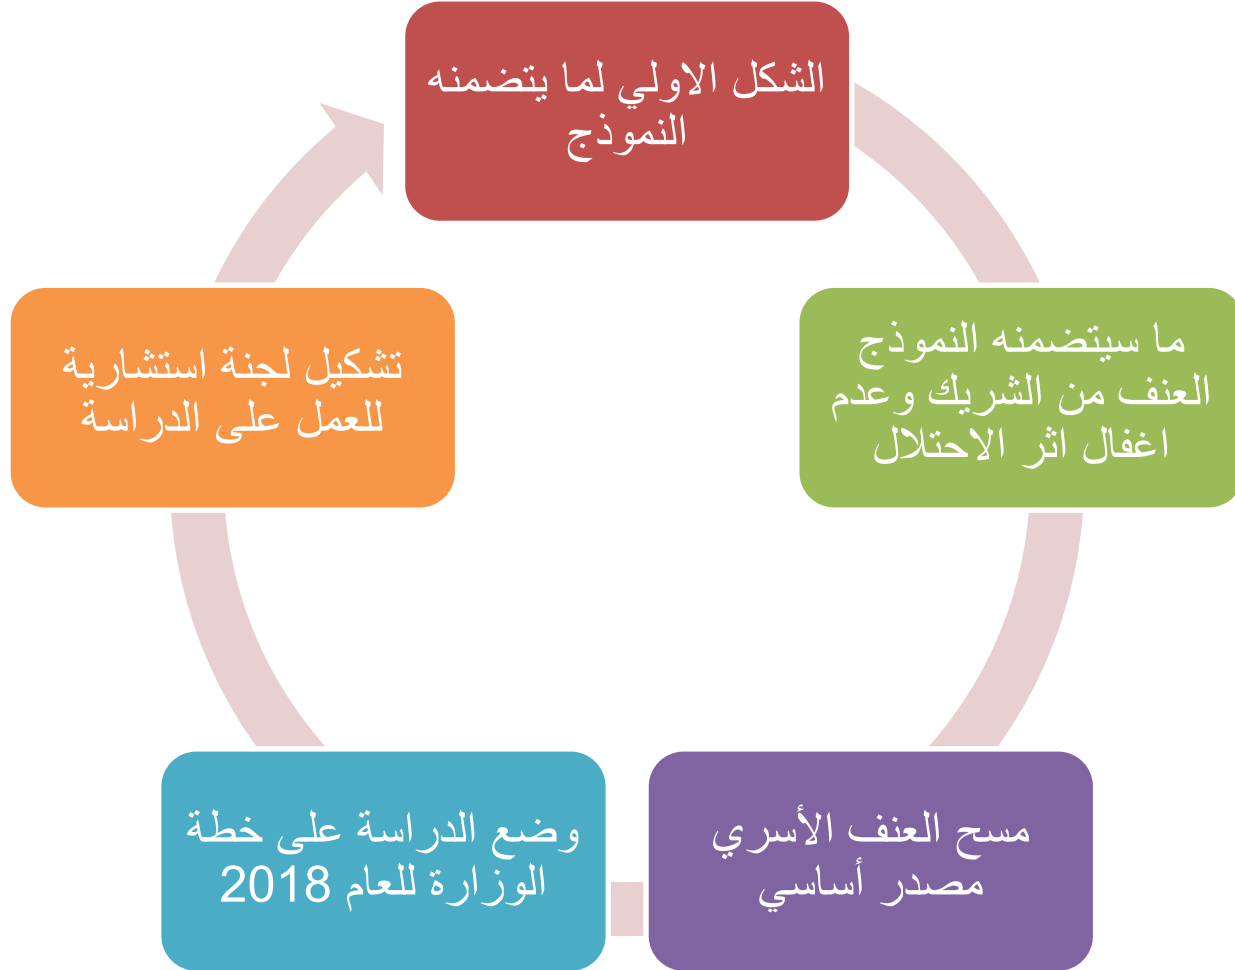 الشكل الاولي لما يتضمنه
النموذج
ما سيتضمنه النموذج
العنف من الشريك وعدم
اغفال اثر الاحتلال
مسح العنف الأسري
مصدر أساسي
وضع الدراسة على خطة
الوزارة للعام 2018
تشكيل لجنة استشارية
للعمل على الدراسة